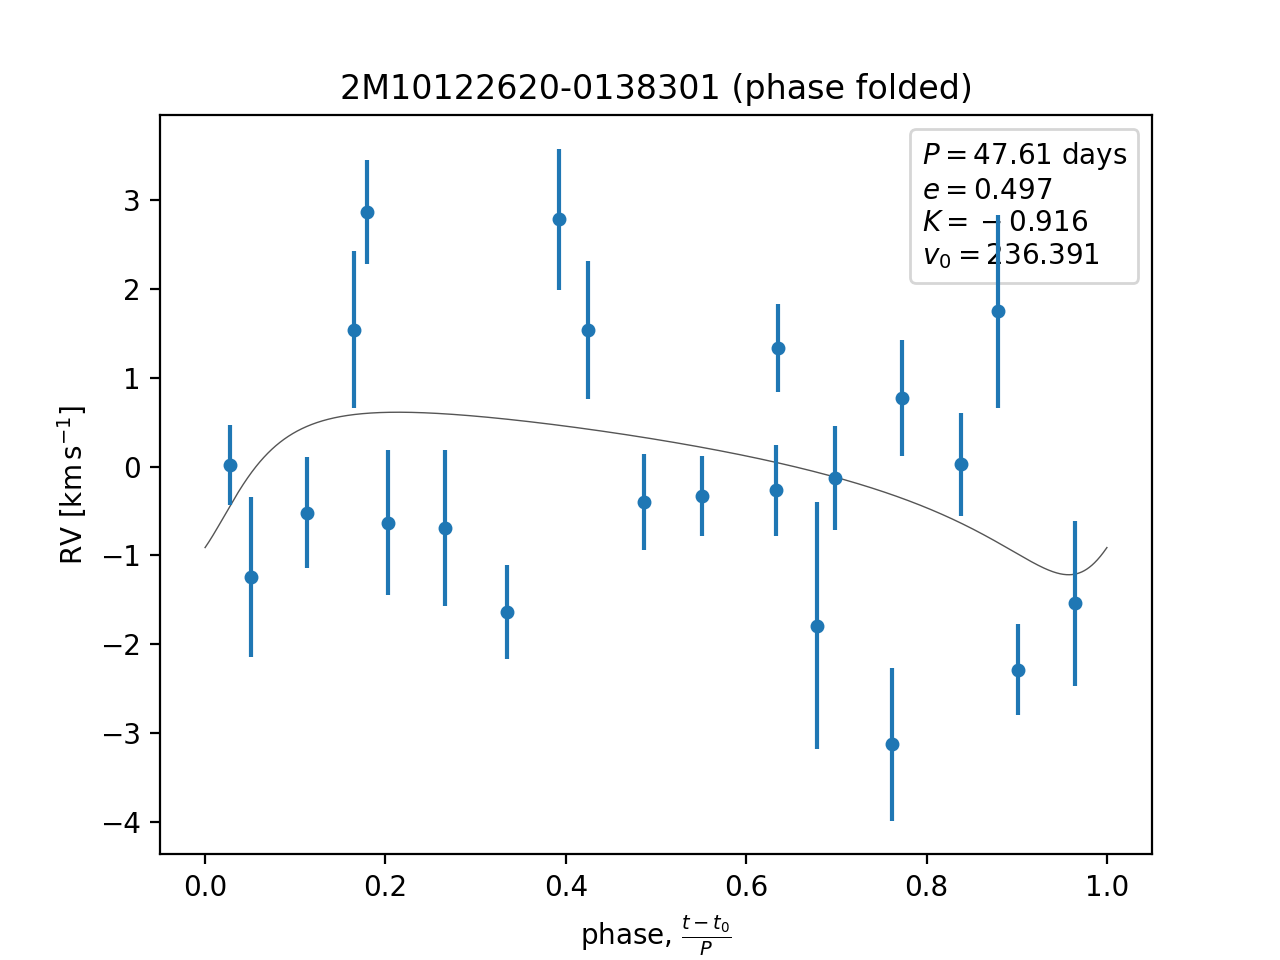 2M10122620-0138301 (phase folded)
P = 47.61 days
e = 0.497
K = −0.916
v₀ = 236.391
RV [km s⁻¹]
3
2
1
0
−1
−2
−3
−4
0.0 0.2 0.4 0.6 0.8 1.0
phase, (t − t₀)/P